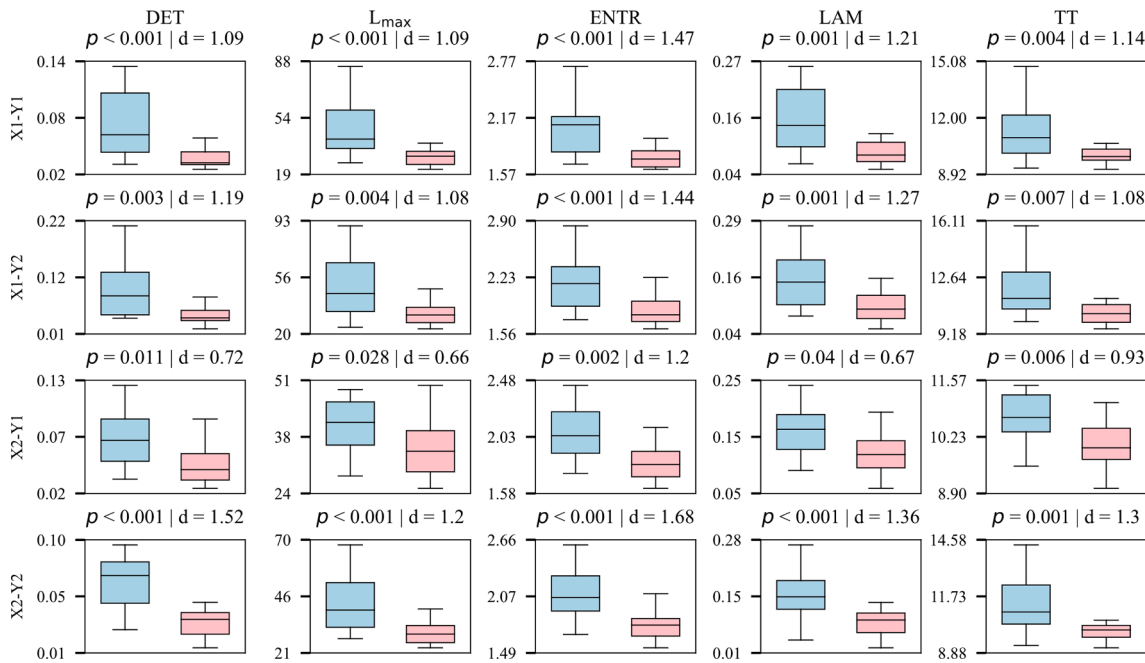 DET L_max ENTR LAM TT
p < 0.001 | d = 1.09 p < 0.001 | d = 1.09 p < 0.001 | d = 1.47 p = 0.001 | d = 1.21 p = 0.004 | d = 1.14
X1-Y1
0.14 88 2.77 0.27 15.08
0.08 54 2.17 0.16 12.00
0.02 19 1.57 0.04 8.92
p = 0.003 | d = 1.19 p = 0.004 | d = 1.08 p < 0.001 | d = 1.44 p = 0.001 | d = 1.27 p = 0.007 | d = 1.08
X1-Y2
0.22 93 2.90 0.29 16.11
0.12 56 2.23 0.16 12.64
0.01 20 1.56 0.04 9.18
p = 0.011 | d = 0.72 p = 0.028 | d = 0.66 p = 0.002 | d = 1.2 p = 0.04 | d = 0.67 p = 0.006 | d = 0.93
X2-Y1
0.13 51 2.48 0.25 11.57
0.07 38 2.03 0.15 10.23
0.02 24 1.58 0.05 8.90
p < 0.001 | d = 1.52 p < 0.001 | d = 1.2 p < 0.001 | d = 1.68 p < 0.001 | d = 1.36 p = 0.001 | d = 1.3
X2-Y2
0.10 70 2.66 0.28 14.58
0.05 46 2.07 0.15 11.73
0.01 21 1.49 0.01 8.88